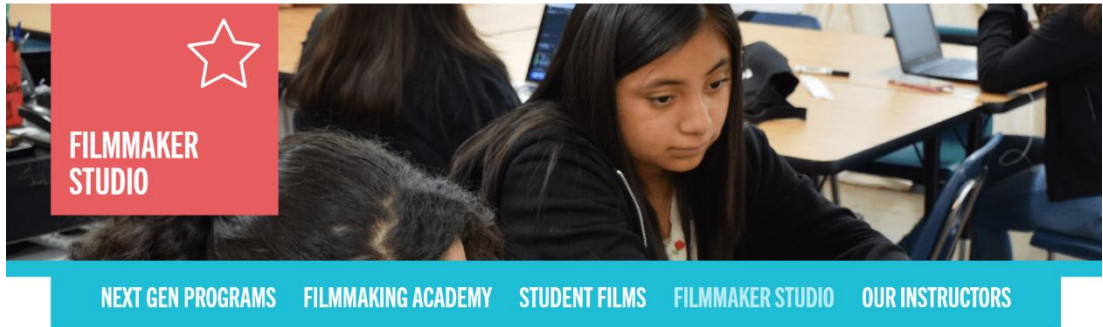 FILMMAKER
STUDIO
NEXT GEN PROGRAMS FILMMAKING ACADEMY STUDENT FILMS FILMMAKER STUDIO OUR INSTRUCTORS